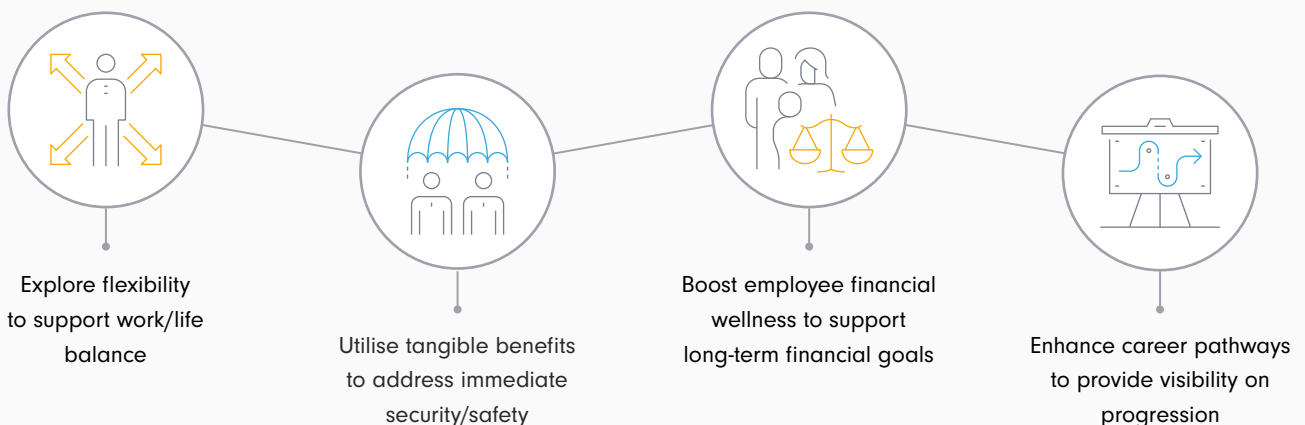 Explore flexibility
to support work/life
balance
Utilise tangible benefits
to address immediate
security/safety
Boost employee financial
wellness to support
long-term financial goals
Enhance career pathways
to provide visibility on
progression